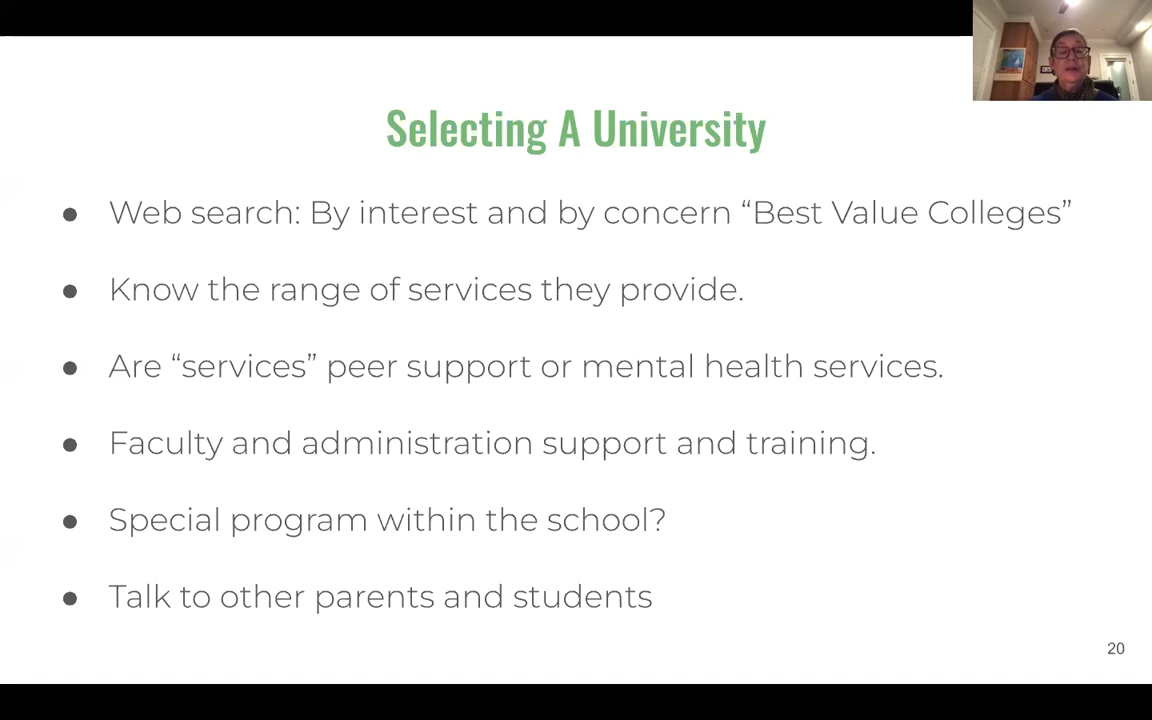 Selecting A University
● Web search: By interest and by concern “Best Value Colleges”
● Know the range of services they provide.
● Are “services” peer support or mental health services.
● Faculty and administration support and training.
● Special program within the school?
● Talk to other parents and students
20